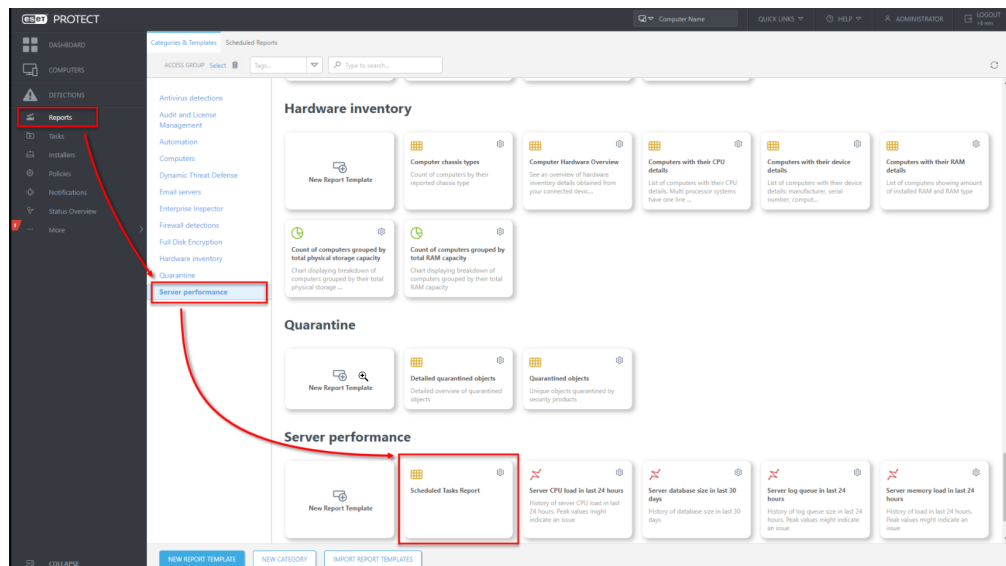 eset PROTECT
Computer Name
QUICK LINKS
HELP
ADMINISTRATOR
LOGOUT
>8 min
DASHBOARD
COMPUTERS
DETECTIONS
Reports
Tasks
Installers
Policies
Notifications
Status Overview
More
COLLAPSE
Categories & Templates
Scheduled Reports
ACCESS GROUP Select
Tags...
Type to search...
Antivirus detections
Audit and License
Management
Automation
Computers
Dynamic Threat Defense
Email servers
Enterprise Inspector
Firewall detections
Full Disk Encryption
Hardware inventory
Quarantine
Server performance
Hardware inventory
New Report Template
Computer chassis types
Count of computers by their
reported chassis type
Computer Hardware Overview
See an overview of hardware
inventory details obtained from
your connected devic...
Computers with their CPU
details
List of computers with their CPU
details. Multi processor systems
have one line ...
Computers with their device
details
List of computers with their device
details: manufacturer, serial
number, comput...
Computers with their RAM
details
List of computers showing amount
of installed RAM and RAM type
Count of computers grouped by
total physical storage capacity
Chart displaying breakdown of
computers grouped by their total
physical storage ...
Count of computers grouped by
total RAM capacity
Chart displaying breakdown of
computers grouped by their total
RAM capacity
Quarantine
New Report Template
Detailed quarantined objects
Detailed overview of quarantined
objects
Quarantined objects
Unique objects quarantined by
security products
Server performance
New Report Template
Scheduled Tasks Report
Server CPU load in last 24 hours
History of server CPU load in last
24 hours. Peak values might
indicate an issue
Server database size in last 30
days
History of database size in last 30
days
Server log queue in last 24
hours
History of log queue size in last 24
hours. Peak values might indicate
an issue
Server memory load in last 24
hours
History of load in last 24 hours.
Peak values might indicate an
issue
NEW REPORT TEMPLATE
NEW CATEGORY
IMPORT REPORT TEMPLATES